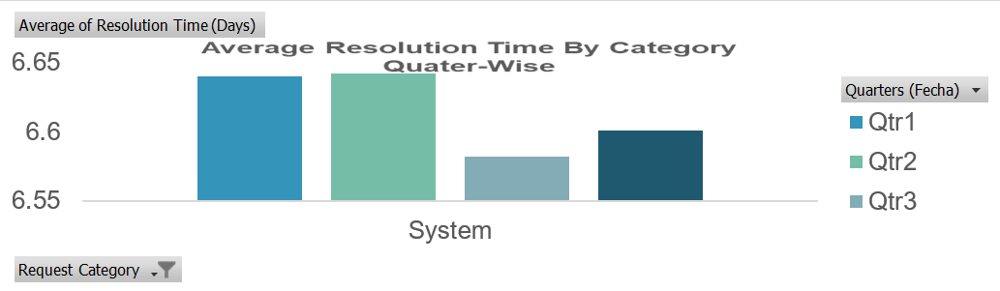 Average of Resolution Time (Days)
Average Resolution Time By Category
Quater-Wise
6.65
6.6
6.55
System
Quarters (Fecha)
Qtr1
Qtr2
Qtr3
Request Category